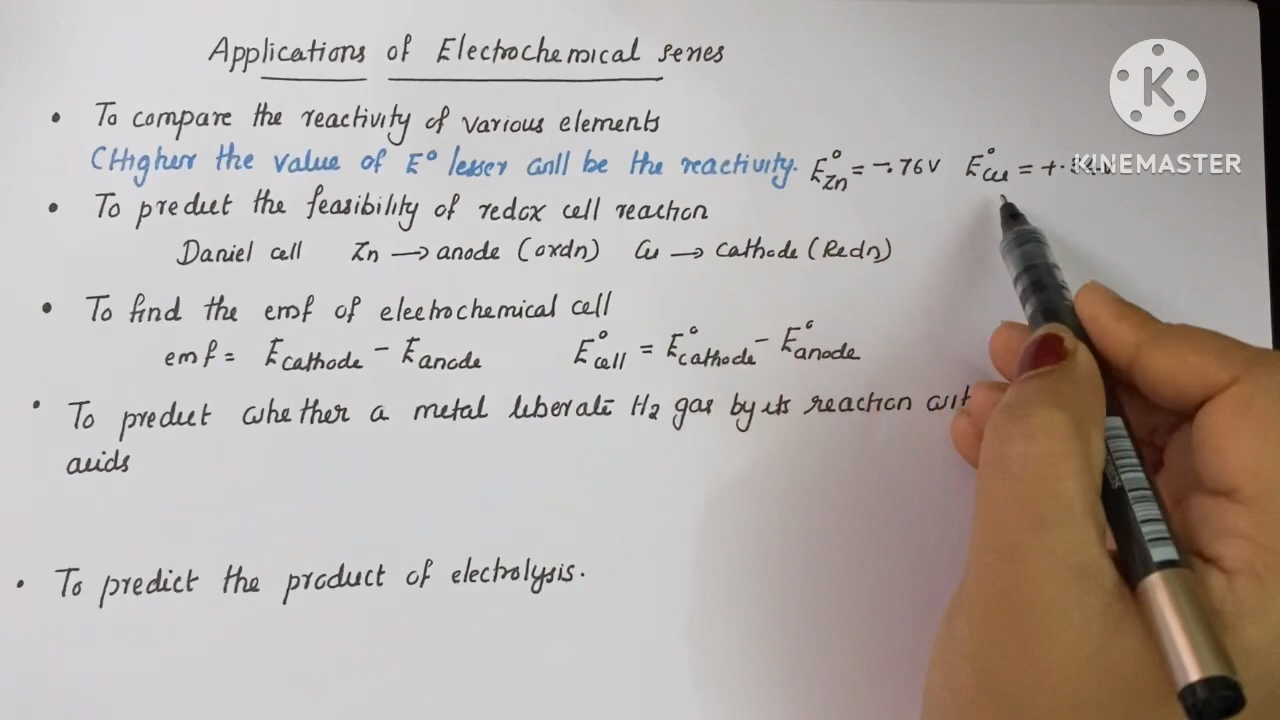 Applications of Electrochemical series
• To compare the reactivity of various elements
(Higher the value of E° lesser will be the reactivity. E°Zn = -.76V E°Cu = +.
• To predict the feasibility of redox cell reaction
Daniel cell Zn → anode (oxdn) Cu → cathode (Redn)
• To find the emf of electrochemical cell
emf = Ecathode - Eanode E°cell = E°cathode - E°anode
• To predict whether a metal liberate H2 gas by its reaction wit
acids
• To predict the product of electrolysis.
K
KINEMASTER